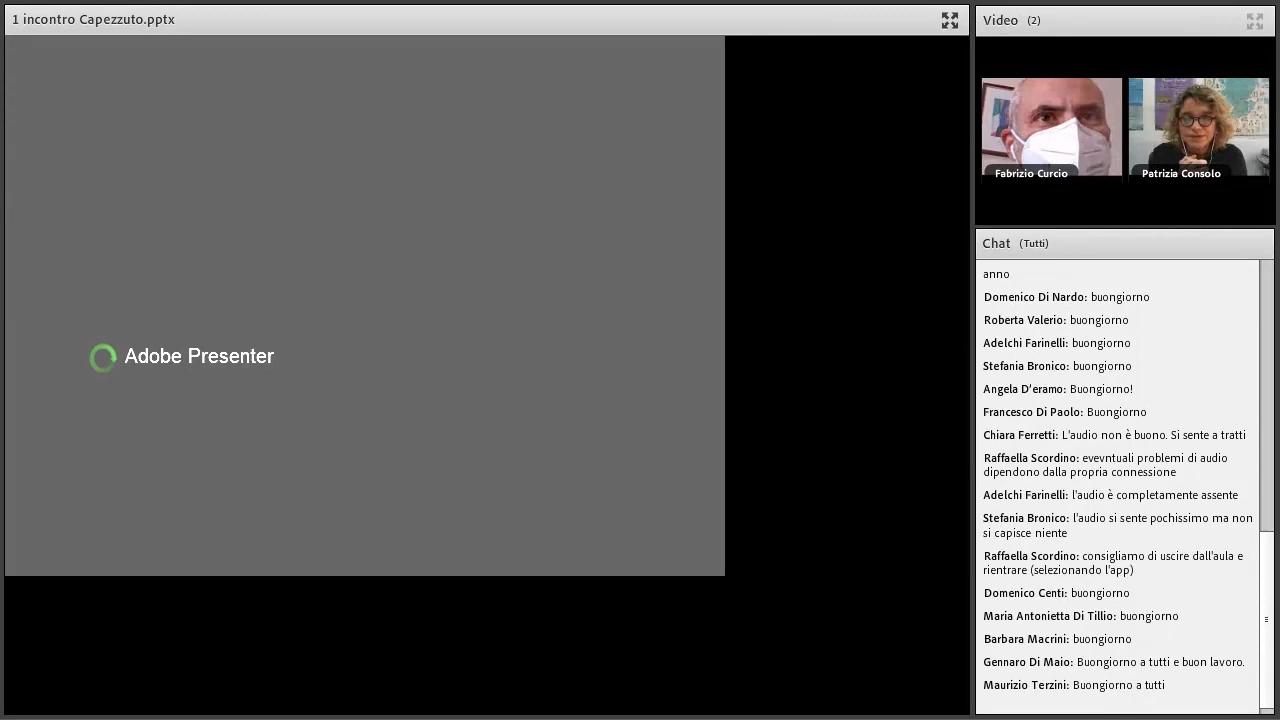 1 incontro Capezzuto.pptx
Video (2)
Fabrizio Curcio
Patrizia Consolo
Chat (Tutti)
anno
Domenico Di Nardo: buongiorno
Roberta Valerio: buongiorno
Adelchi Farinelli: buongiorno
Stefania Bronico: buongiorno
Angela D'eramo: Buongiorno!
Francesco Di Paolo: Buongiorno
Chiara Ferretti: L'audio non è buono. Si sente a tratti
Raffaella Scordino: evevntuali problemi di audio
dipendono dalla propria connessione
Adelchi Farinelli: l'audio è completamente assente
Stefania Bronico: l'audio si sente pochissimo ma non
si capisce niente
Raffaella Scordino: consigliamo di uscire dall'aula e
rientrare (selezionando l'app)
Domenico Centi: buongiorno
Maria Antonietta Di Tillio: buongiorno
Barbara Macrini: buongiorno
Gennaro Di Maio: Buongiorno a tutti e buon lavoro.
Maurizio Terzini: Buongiorno a tutti
Adobe Presenter